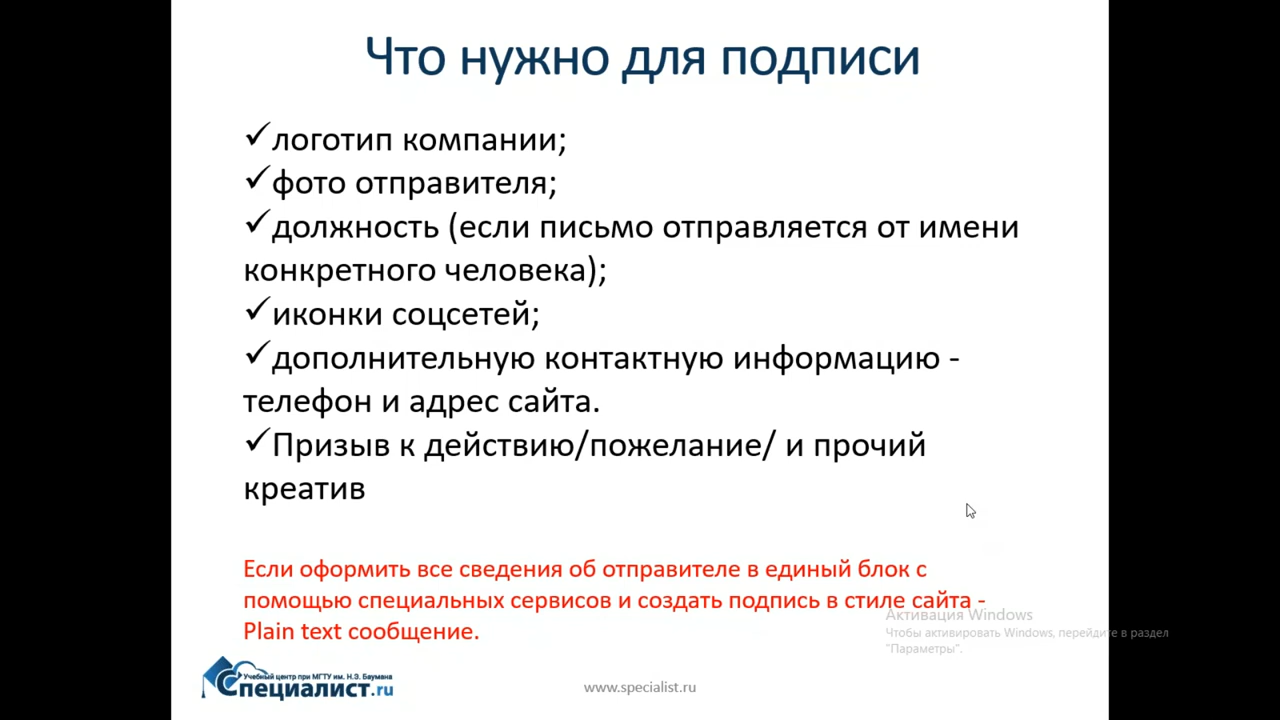 Что нужно для подписи
✓логотип компании;
✓фото отправителя;
✓должность (если письмо отправляется от имени
конкретного человека);
✓иконки соцсетей;
✓дополнительную контактную информацию -
телефон и адрес сайта.
✓Призыв к действию/пожелание/ и прочий
креатив
Если оформить все сведения об отправителе в единый блок с
помощью специальных сервисов и создать подпись в стиле сайта -
Plain text сообщение.
Активация Windows
Чтобы активировать Windows, перейдите в раздел
"Параметры".
Учебный центр при МГТУ им. Н.Э. Баумана
Специалист.ru
www.specialist.ru